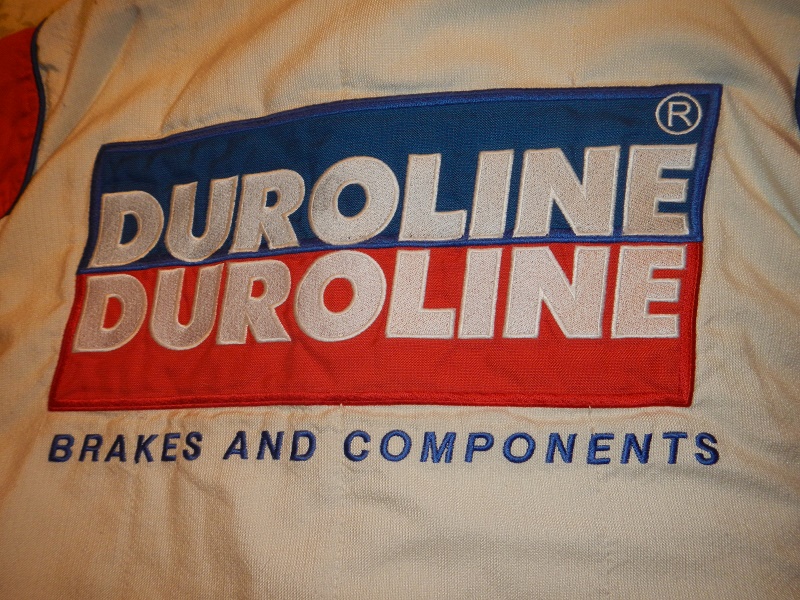 ®
DUROLINE
DUROLINE
BRAKES AND COMPONENTS